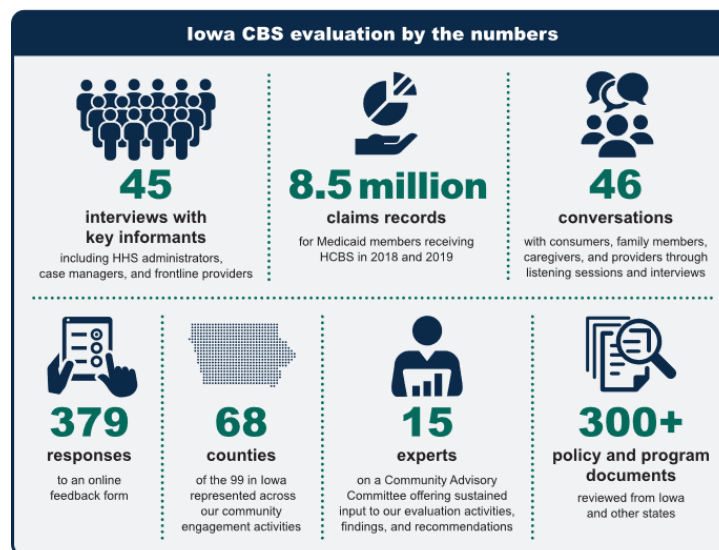 Iowa CBS evaluation by the numbers
45
interviews with
key informants
including HHS administrators,
case managers, and frontline providers
8.5 million
claims records
for Medicaid members receiving
HCBS in 2018 and 2019
46
conversations
with consumers, family members,
caregivers, and providers through
listening sessions and interviews
379
responses
to an online
feedback form
68
counties
of the 99 in Iowa
represented across
our community
engagement activities
15
experts
on a Community Advisory
Committee offering sustained
input to our evaluation activities,
findings, and recommendations
300+
policy and program
documents
reviewed from Iowa
and other states